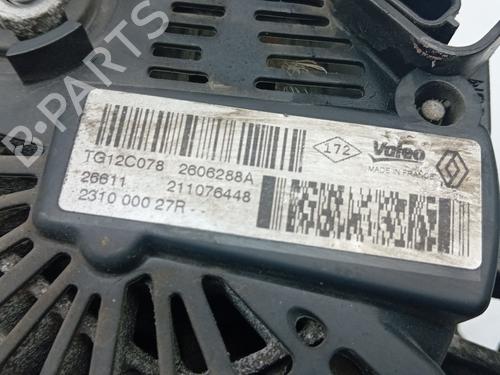 172
Valeo
MADE IN FRANCE
TG12C078 2606288A
26611 211076448
2310 000 27R
B-PARTS